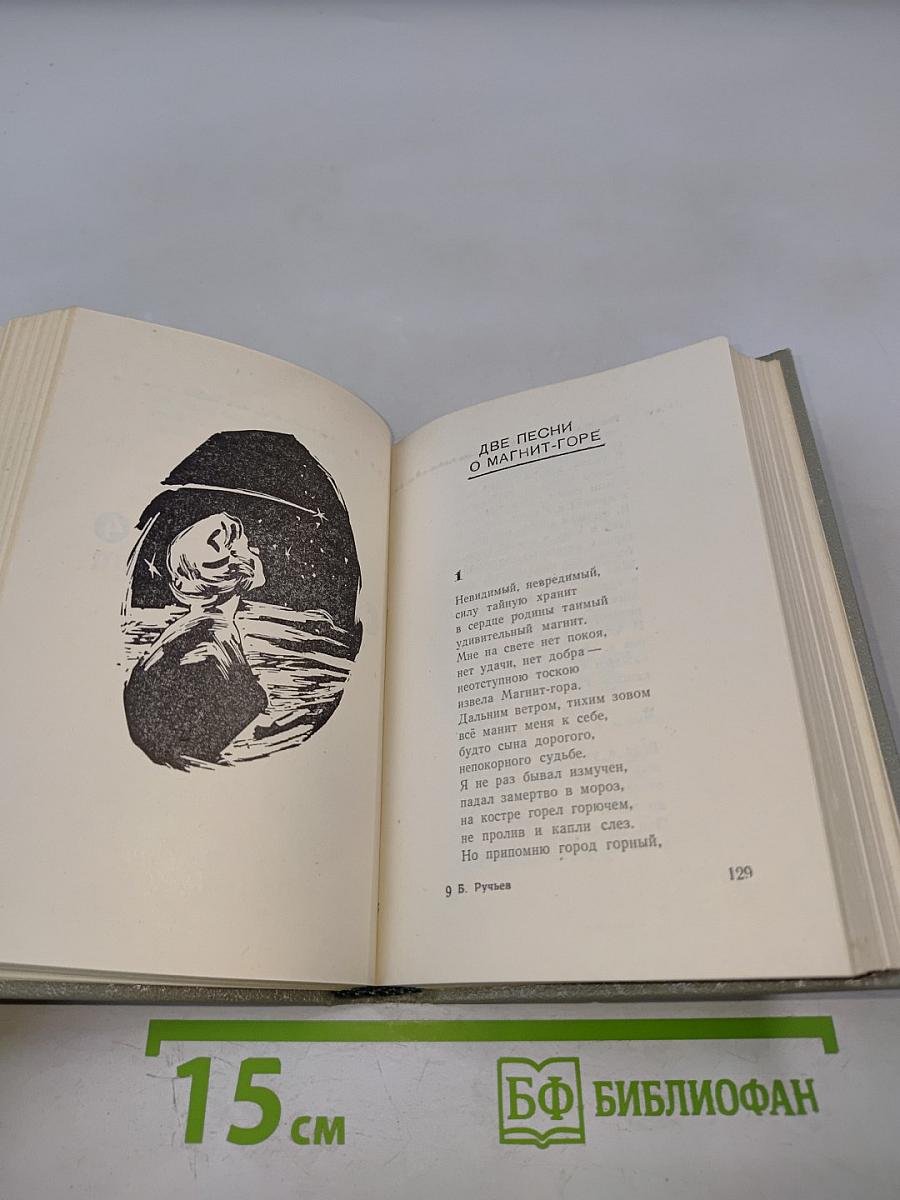 ДВЕ ПЕСНИ
О МАГНИТ-ГОРЕ
1
Невидимый, невредимый,
силу тайную хранит
в сердце родины таимый
удивительный магнит.
Мне на свете нет покоя,
нет удачи, нет добра —
неотступною тоскою
извела Магнит-гора.
Дальним ветром, тихим зовом
всё манит меня к себе,
будто сына дорогого,
непокорного судьбе.
Я не раз бывал измучен,
падал замертво в мороз,
на костре горел горючем,
не пролив и капли слез.
Но припомню город горный,
9 Б. Ручьев
129
15 см
БФ БИБЛИОФАН